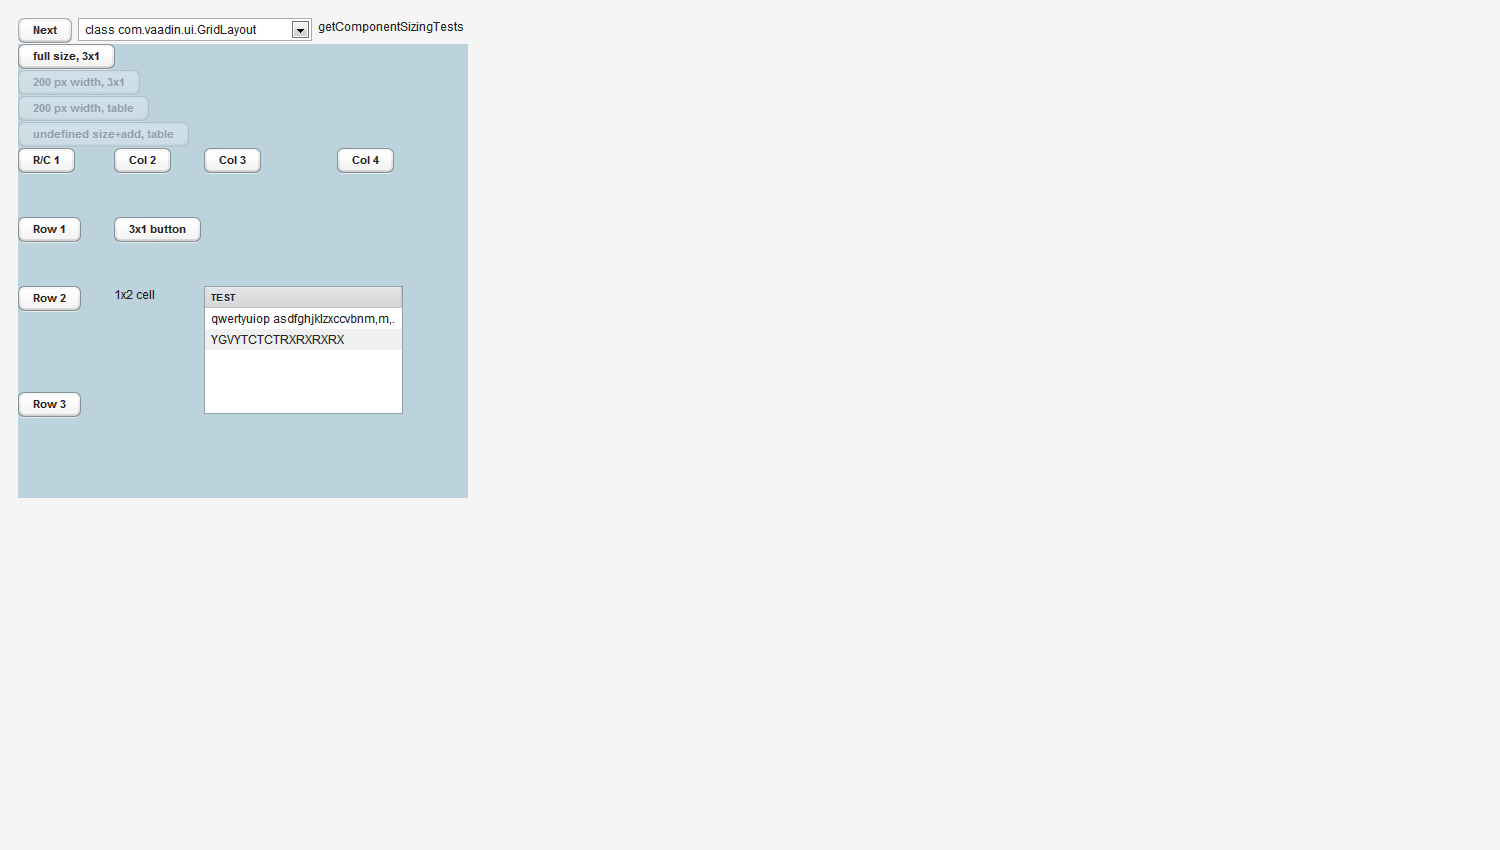 Next class com.vaadin.ui.GridLayout getComponentSizingTests
full size, 3x1
200 px width, 3x1
200 px width, table
undefined size+add, table
R/C 1 Col 2 Col 3 Col 4
Row 1 3x1 button
Row 2 1x2 cell TEST
qwertyuiop asdfghjklzxccvbnm,m,.
YGVYTCTCTRXRXRXRX
Row 3